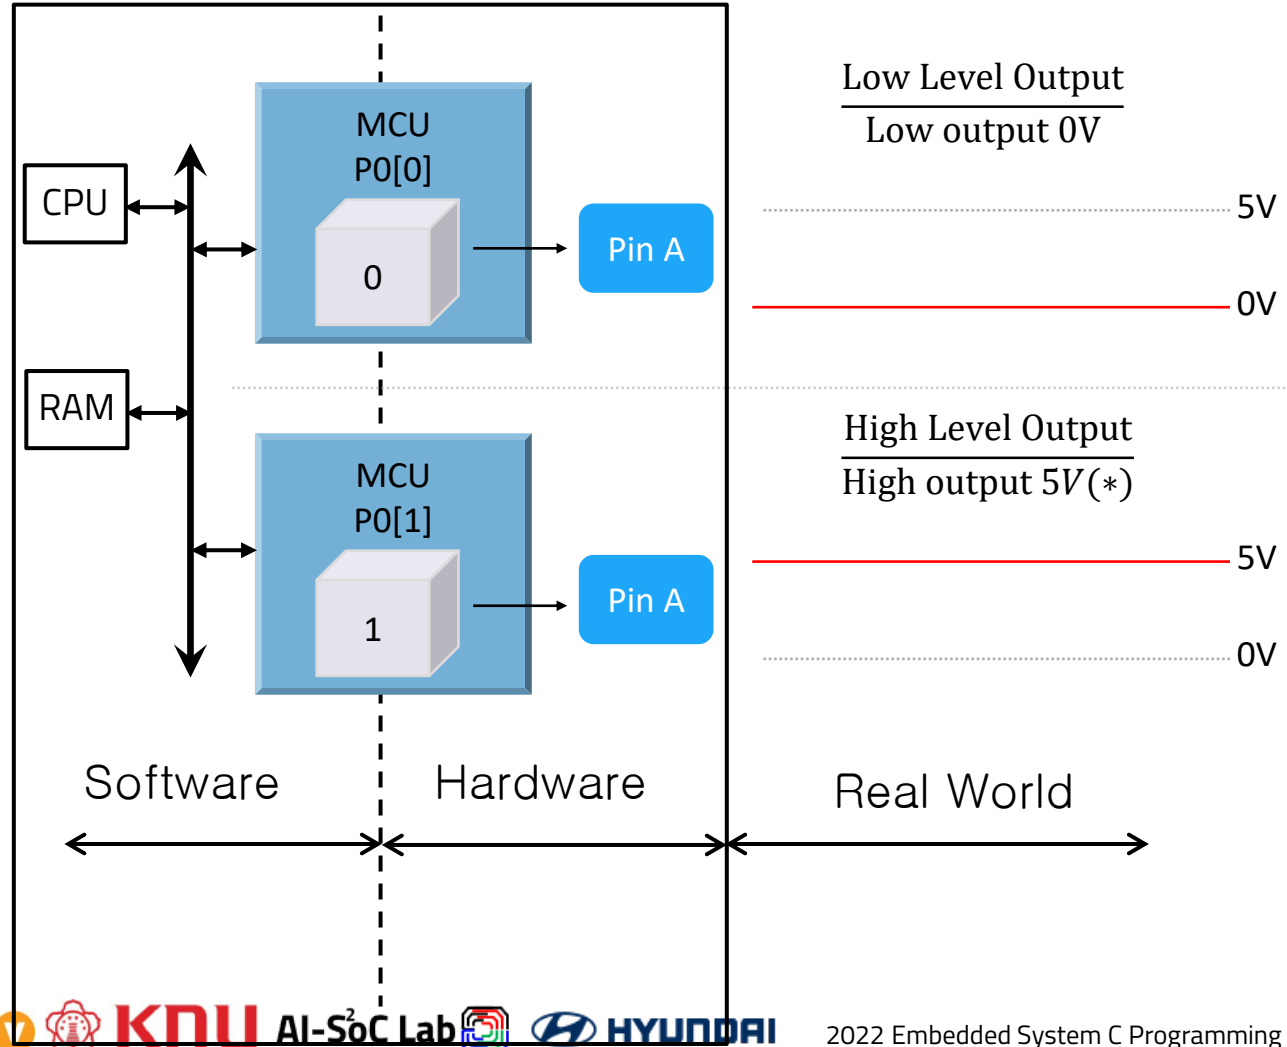 MCU
P0[0]
0
CPU
RAM
Pin A
Low Level Output
Low output 0V
5V
0V
MCU
P0[1]
1
Pin A
High Level Output
High output 5V(∗)
5V
0V
Software
Hardware
Real World
V
KNU
AI-S2oC Lab
HYUNDAI
2022 Embedded System C Programming